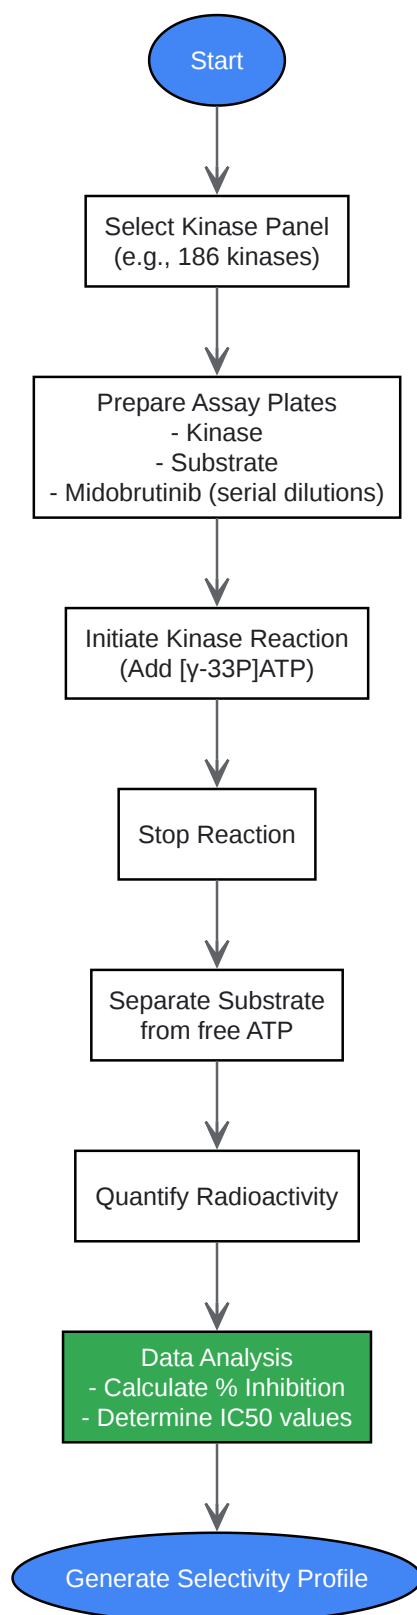 Start
Select Kinase Panel
(e.g., 186 kinases)
Prepare Assay Plates
- Kinase
- Substrate
- Midobrutinib (serial dilutions)
Initiate Kinase Reaction
(Add [γ-33P]ATP)
Stop Reaction
Separate Substrate
from free ATP
Quantify Radioactivity
Data Analysis
- Calculate % Inhibition
- Determine IC50 values
Generate Selectivity Profile